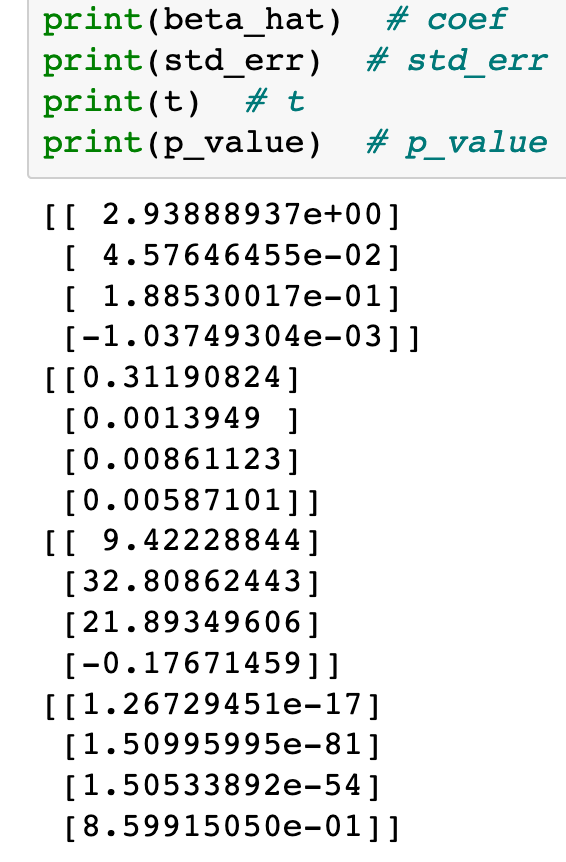 print(beta_hat)  # coef
print(std_err)  # std_err
print(t)  # t
print(p_value)  # p_value
[[ 2.93888937e+00]
 [ 4.57646455e-02]
 [ 1.88530017e-01]
 [-1.03749304e-03]]
[[0.31190824]
 [0.0013949 ]
 [0.00861123]
 [0.00587101]]
[[ 9.42228844]
 [32.80862443]
 [21.89349606]
 [-0.17671459]]
[[1.26729451e-17]
 [1.50995995e-81]
 [1.50533892e-54]
 [8.59915050e-01]]